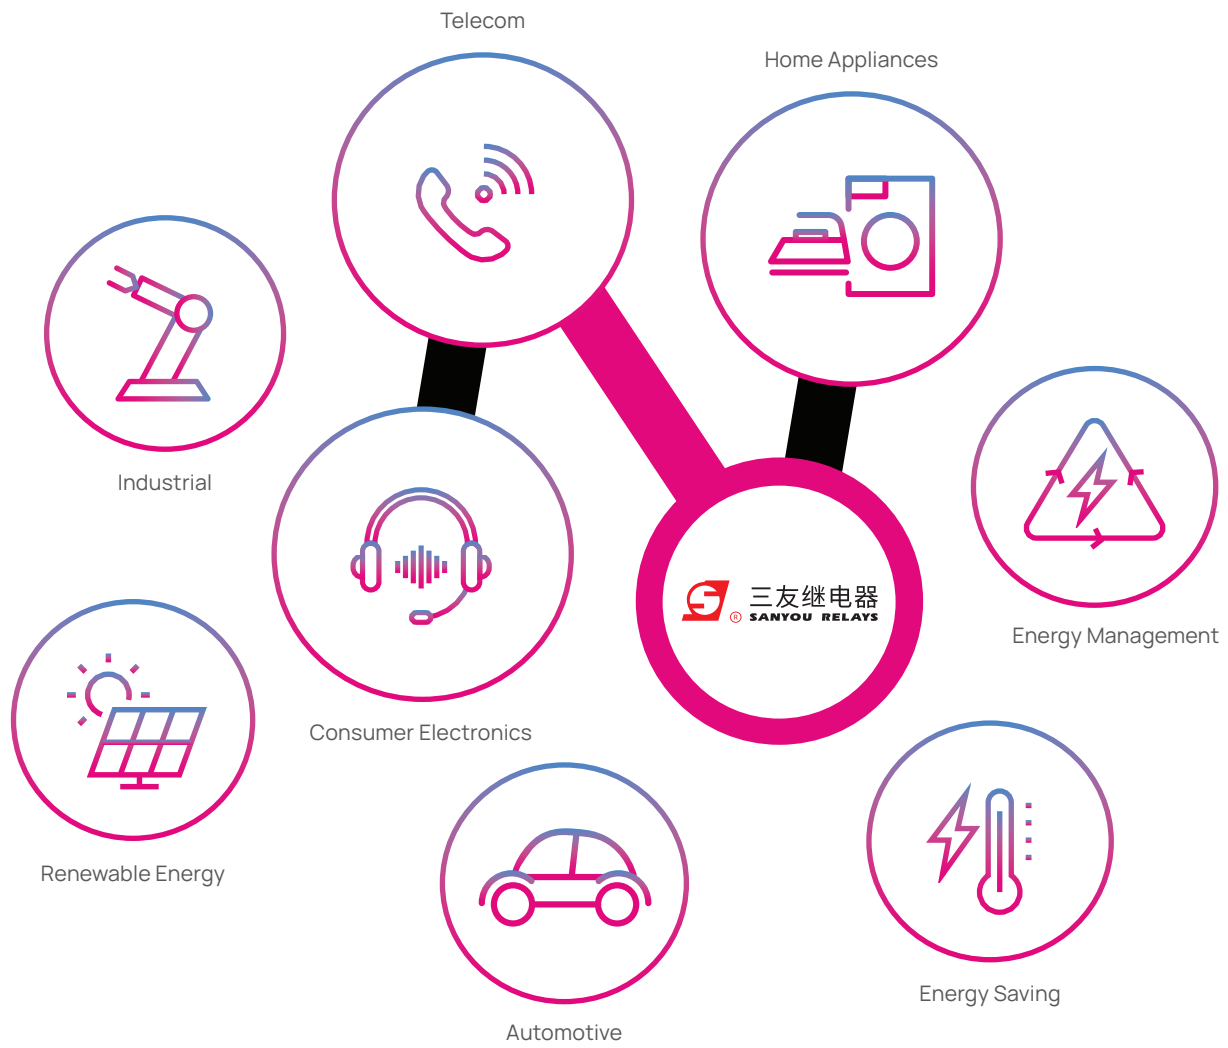 Telecom
Home Appliances
Industrial
三友继电器
® SANYOU RELAYS
Energy Management
Consumer Electronics
Renewable Energy
Energy Saving
Automotive